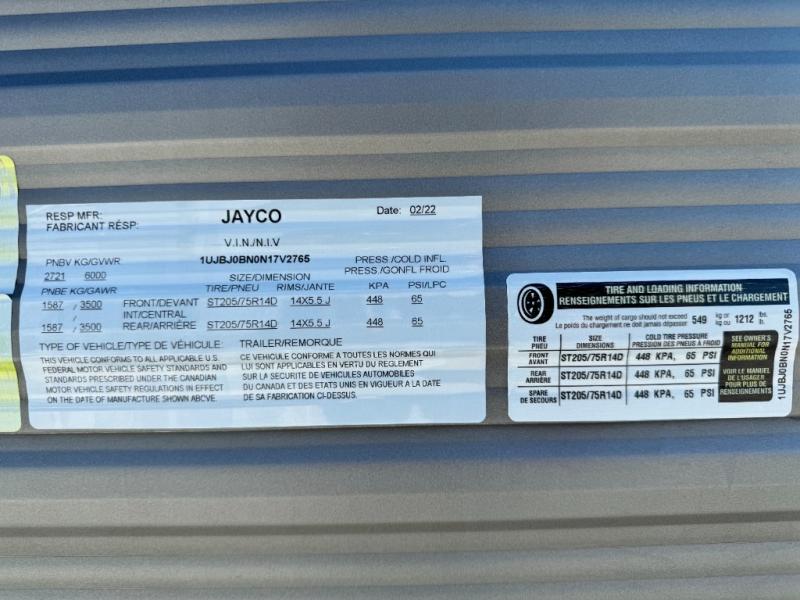 RESP MFR: JAYCO Date: 02/22
FABRICANT RÉSP:
V.I.N./N.I.V
PNBV KG/GVWR: 1UJBJ0BN0N17V2765 PRESS./COLD INFL.
2721 6000 SIZE/DIMENSION PRESS./GONFL FROID
PNBE KG/GAWR: TIRE/PNEU RIMS/JANTE KPA PSI/LPC
1587 / 3500 FRONT/DEVANT ST205/75R14D 14X5.5 J 448 65
INT/CENTRAL
1587 / 3500 REAR/ARRIÈRE ST205/75R14D 14X5.5 J 448 65
TYPE OF VEHICLE/TYPE DE VÉHICULE: TRAILER/REMORQUE
THIS VEHICLE CONFORMS TO ALL APPLICABLE U.S.
FEDERAL MOTOR VEHICLE SAFETY STANDARDS AND
STANDARDS PRESCRIBED UNDER THE CANADIAN
MOTOR VEHICLE SAFETY REGULATIONS IN EFFECT
ON THE DATE OF MANUFACTURE SHOWN ABOVE.
CE VEHICULE CONFORME A TOUTES LES NORMES QUI
LUI SONT APPLICABLES EN VERTU DU REGLEMENT
SUR LA SECURITE DE VEHICULES AUTOMOBILES
DU CANADA ET DES ETATS UNIS EN VIGUEUR A LA DATE
DE SA FABRICATION CI-DESSUS.
TIRE AND LOADING INFORMATION
RENSEIGNEMENTS SUR LES PNEUS ET LE CHARGEMENT
The weight of cargo should not exceed 549 kg or 1212 lbs.
Le poids du chargement ne doit jamais dépasser kg ou lb.
TIRE SIZE COLD TIRE PRESSURE
PNEU DIMENSIONS PRESSION DES PNEUS À FROID
FRONT
AVANT ST205/75R14D 448 KPA, 65 PSI
REAR
ARRIÈRE ST205/75R14D 448 KPA, 65 PSI
SPARE
DE SECOURS ST205/75R14D 448 KPA, 65 PSI
SEE OWNER'S
MANUAL FOR
ADDITIONAL
INFORMATION
VOIR LE MANUEL
DE L'USAGER
POUR PLUS DE
RENSEIGNEMENTS
1UJBJ0BN0N17V2765